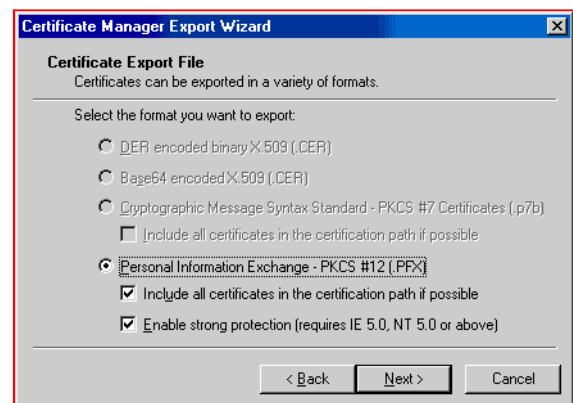 Certificate Manager Export Wizard
Certificate Export File
Certificates can be exported in a variety of formats.
Select the format you want to export:
DER encoded binary X.509 (.CER)
Base64 encoded X.509 (.CER)
Cryptographic Message Syntax Standard - PKCS #7 Certificates (.p7b)
Include all certificates in the certification path if possible
Personal Information Exchange - PKCS #12 (.PFX)
Include all certificates in the certification path if possible
Enable strong protection (requires IE 5.0, NT 5.0 or above)
< Back Next > Cancel